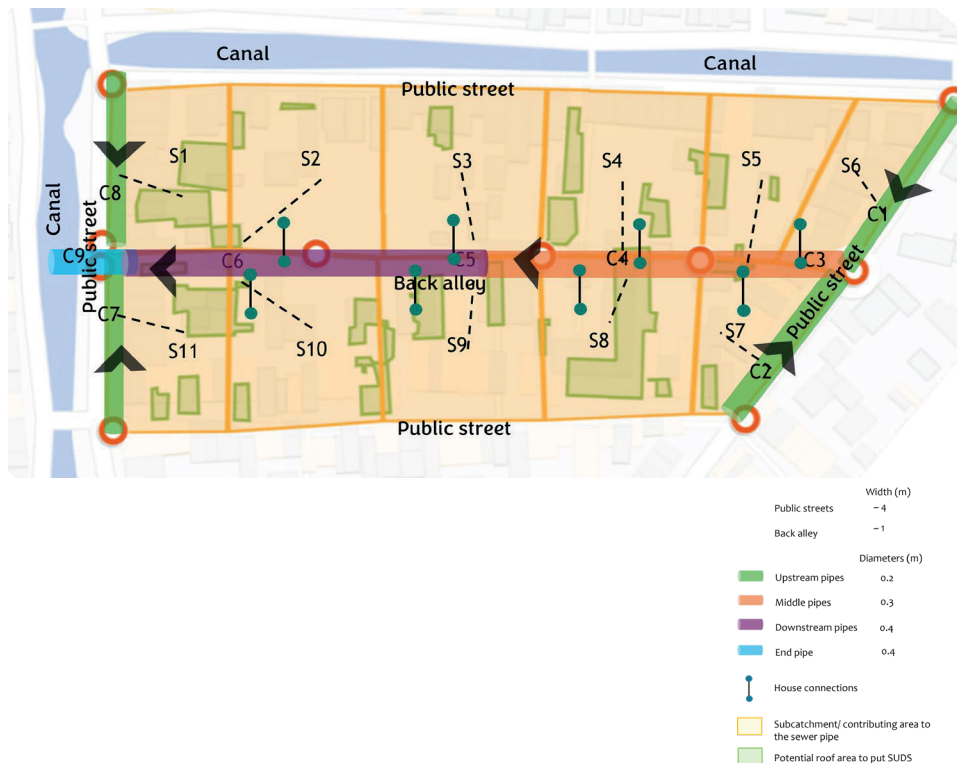 Canal
Canal
Public street
S1
S2
S3
S4
S5
S6
C8
C1
Canal
Public street
C9
C6
C5
C4
C3
Back alley
Public street
C7
S11
S10
S9
S8
S7
C2
Public street
Width (m)
Public streets ~ 4
Back alley ~ 1
Diameters (m)
Upstream pipes 0.2
Middle pipes 0.3
Downstream pipes 0.4
End pipe 0.4
House connections
Subcatchment/ contributing area to
the sewer pipe
Potential roof area to put SUDS